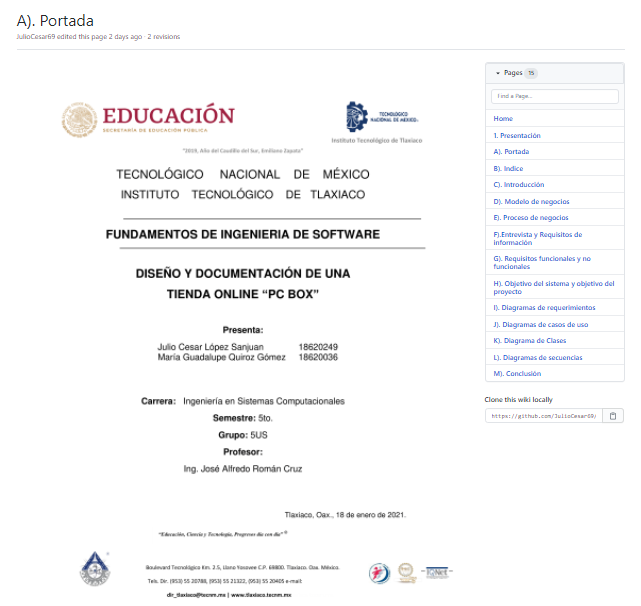 A). Portada
JulioCesar69 edited this page 2 days ago · 2 revisions
EDUCACIÓN
SECRETARÍA DE EDUCACIÓN PÚBLICA
TECNOLÓGICO
NACIONAL DE MÉXICO
Instituto Tecnológico de Tlaxiaco
"2019, Año del Caudillo del Sur, Emiliano Zapata"
TECNOLÓGICO NACIONAL DE MÉXICO
INSTITUTO TECNOLÓGICO DE TLAXIACO
FUNDAMENTOS DE INGENIERIA DE SOFTWARE
DISEÑO Y DOCUMENTACIÓN DE UNA
TIENDA ONLINE “PC BOX”
Presenta:
Julio Cesar López Sanjuan 18620249
María Guadalupe Quiroz Gómez 18620036
Carrera: Ingeniería en Sistemas Computacionales
Semestre: 5to.
Grupo: 5US
Profesor:
Ing. José Alfredo Román Cruz
Tlaxiaco, Oax., 18 de enero de 2021.
"Educación, Ciencia y Tecnología, Progresos día con día"®
Boulevard Tecnológico Km. 2.5, Llano Yosovee C.P. 69800. Tlaxiaco. Oax. México.
Tels. Dir. (953) 55 20788, (953) 55 21322, (953) 55 20405 e-mail:
dir_tlaxiaco@tecnm.mx | www.tlaxiaco.tecnm.mx
Pages 15
Find a Page...
Home
1. Presentación
A). Portada
B). Indice
C). Introducción
D). Modelo de negocios
E). Proceso de negocios
F).Entrevista y Requisitos de
información
G). Requisitos funcionales y no
funcionales
H). Objetivo del sistema y objetivo del
proyecto
I). Diagramas de requerimientos
J). Diagramas de casos de uso
K). Diagrama de Clases
L). Diagramas de secuencias
M). Conclusión
Clone this wiki locally
https://github.com/JulioCesar69/